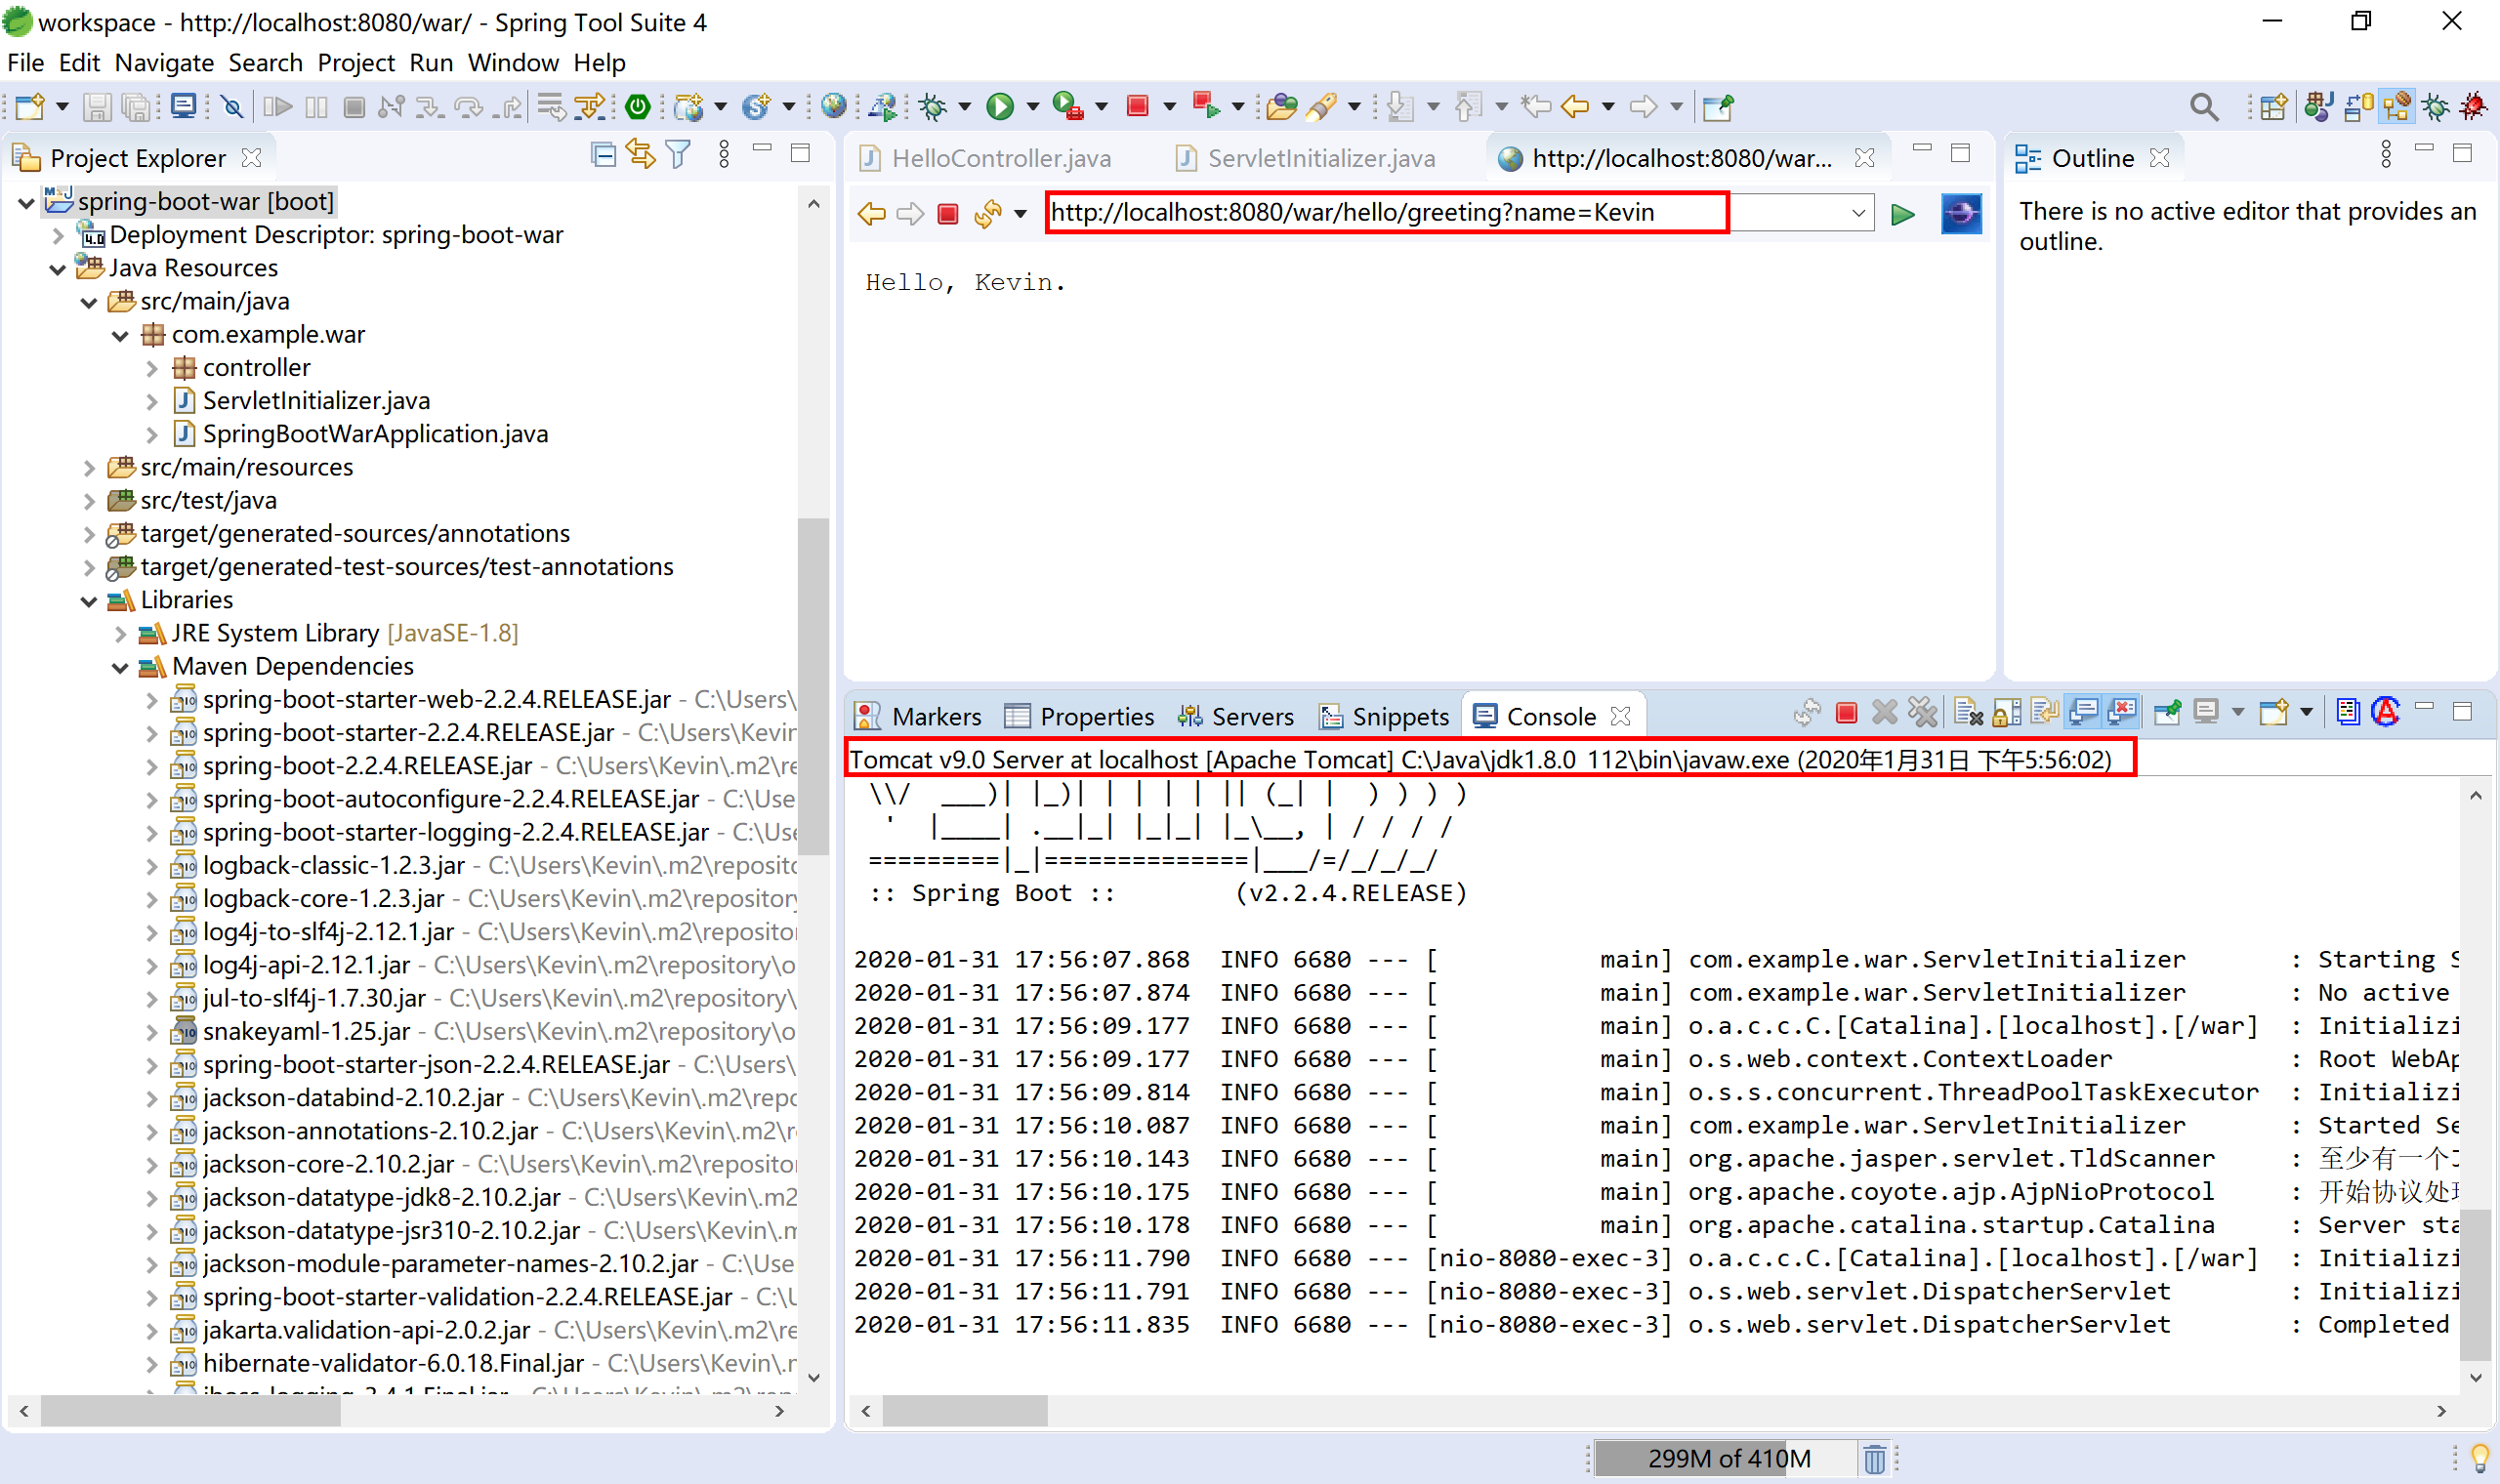 workspace - http://localhost:8080/war/ - Spring Tool Suite 4
File Edit Navigate Search Project Run Window Help
Project Explorer
spring-boot-war [boot]
Deployment Descriptor: spring-boot-war
Java Resources
src/main/java
com.example.war
controller
ServletInitializer.java
SpringBootWarApplication.java
src/main/resources
src/test/java
target/generated-sources/annotations
target/generated-test-sources/test-annotations
Libraries
JRE System Library [JavaSE-1.8]
Maven Dependencies
spring-boot-starter-web-2.2.4.RELEASE.jar - C:\Users\
spring-boot-starter-2.2.4.RELEASE.jar - C:\Users\Kevin
spring-boot-2.2.4.RELEASE.jar - C:\Users\Kevin\.m2\re
spring-boot-autoconfigure-2.2.4.RELEASE.jar - C:\Use
spring-boot-starter-logging-2.2.4.RELEASE.jar - C:\Use
logback-classic-1.2.3.jar - C:\Users\Kevin\.m2\reposito
logback-core-1.2.3.jar - C:\Users\Kevin\.m2\repository
log4j-to-slf4j-2.12.1.jar - C:\Users\Kevin\.m2\reposito
log4j-api-2.12.1.jar - C:\Users\Kevin\.m2\repository\o
jul-to-slf4j-1.7.30.jar - C:\Users\Kevin\.m2\repository\
snakeyaml-1.25.jar - C:\Users\Kevin\.m2\repository\o
spring-boot-starter-json-2.2.4.RELEASE.jar - C:\Users\
jackson-databind-2.10.2.jar - C:\Users\Kevin\.m2\repo
jackson-annotations-2.10.2.jar - C:\Users\Kevin\.m2\r
jackson-core-2.10.2.jar - C:\Users\Kevin\.m2\reposito
jackson-datatype-jdk8-2.10.2.jar - C:\Users\Kevin\.m2
jackson-datatype-jsr310-2.10.2.jar - C:\Users\Kevin\.m
jackson-module-parameter-names-2.10.2.jar - C:\Use
spring-boot-starter-validation-2.2.4.RELEASE.jar - C:\U
jakarta.validation-api-2.0.2.jar - C:\Users\Kevin\.m2\re
hibernate-validator-6.0.18.Final.jar - C:\Users\Kevin\.r
HelloController.java ServletInitializer.java http://localhost:8080/war...
http://localhost:8080/war/hello/greeting?name=Kevin
Hello, Kevin.
Outline
There is no active editor that provides an
outline.
Markers Properties Servers Snippets Console
Tomcat v9.0 Server at localhost [Apache Tomcat] C:\Java\jdk1.8.0_112\bin\javaw.exe (2020年1月31日 下午5:56:02)
\\/  ___)| |_)| | | | | || (_| |  ) ) ) )
'  |____| .__|_| |_|_| |_\__, | / / / /
=========|_|==============|___/=/_/_/_/
:: Spring Boot ::        (v2.2.4.RELEASE)
2020-01-31 17:56:07.868  INFO 6680 --- [           main] com.example.war.ServletInitializer       : Starting S
2020-01-31 17:56:07.874  INFO 6680 --- [           main] com.example.war.ServletInitializer       : No active
2020-01-31 17:56:09.177  INFO 6680 --- [           main] o.a.c.c.C.[Catalina].[localhost].[/war]  : Initializi
2020-01-31 17:56:09.177  INFO 6680 --- [           main] o.s.web.context.ContextLoader            : Root WebAp
2020-01-31 17:56:09.814  INFO 6680 --- [           main] o.s.s.concurrent.ThreadPoolTaskExecutor  : Initializi
2020-01-31 17:56:10.087  INFO 6680 --- [           main] com.example.war.ServletInitializer       : Started Se
2020-01-31 17:56:10.143  INFO 6680 --- [           main] org.apache.jasper.servlet.TldScanner     : 至少有一个J
2020-01-31 17:56:10.175  INFO 6680 --- [           main] org.apache.coyote.ajp.AjpNioProtocol     : 开始协议处理
2020-01-31 17:56:10.178  INFO 6680 --- [           main] org.apache.catalina.startup.Catalina     : Server sta
2020-01-31 17:56:11.790  INFO 6680 --- [nio-8080-exec-3] o.a.c.c.C.[Catalina].[localhost].[/war]  : Initializi
2020-01-31 17:56:11.791  INFO 6680 --- [nio-8080-exec-3] o.s.web.servlet.DispatcherServlet        : Initializi
2020-01-31 17:56:11.835  INFO 6680 --- [nio-8080-exec-3] o.s.web.servlet.DispatcherServlet        : Completed
299M of 410M